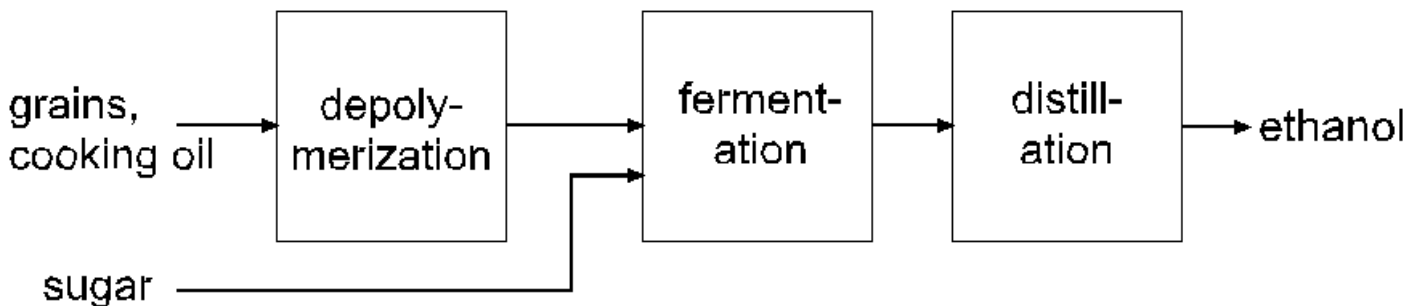 grains,
cooking oil
depoly-
merization
ferment-
ation
distill-
ation
ethanol
sugar